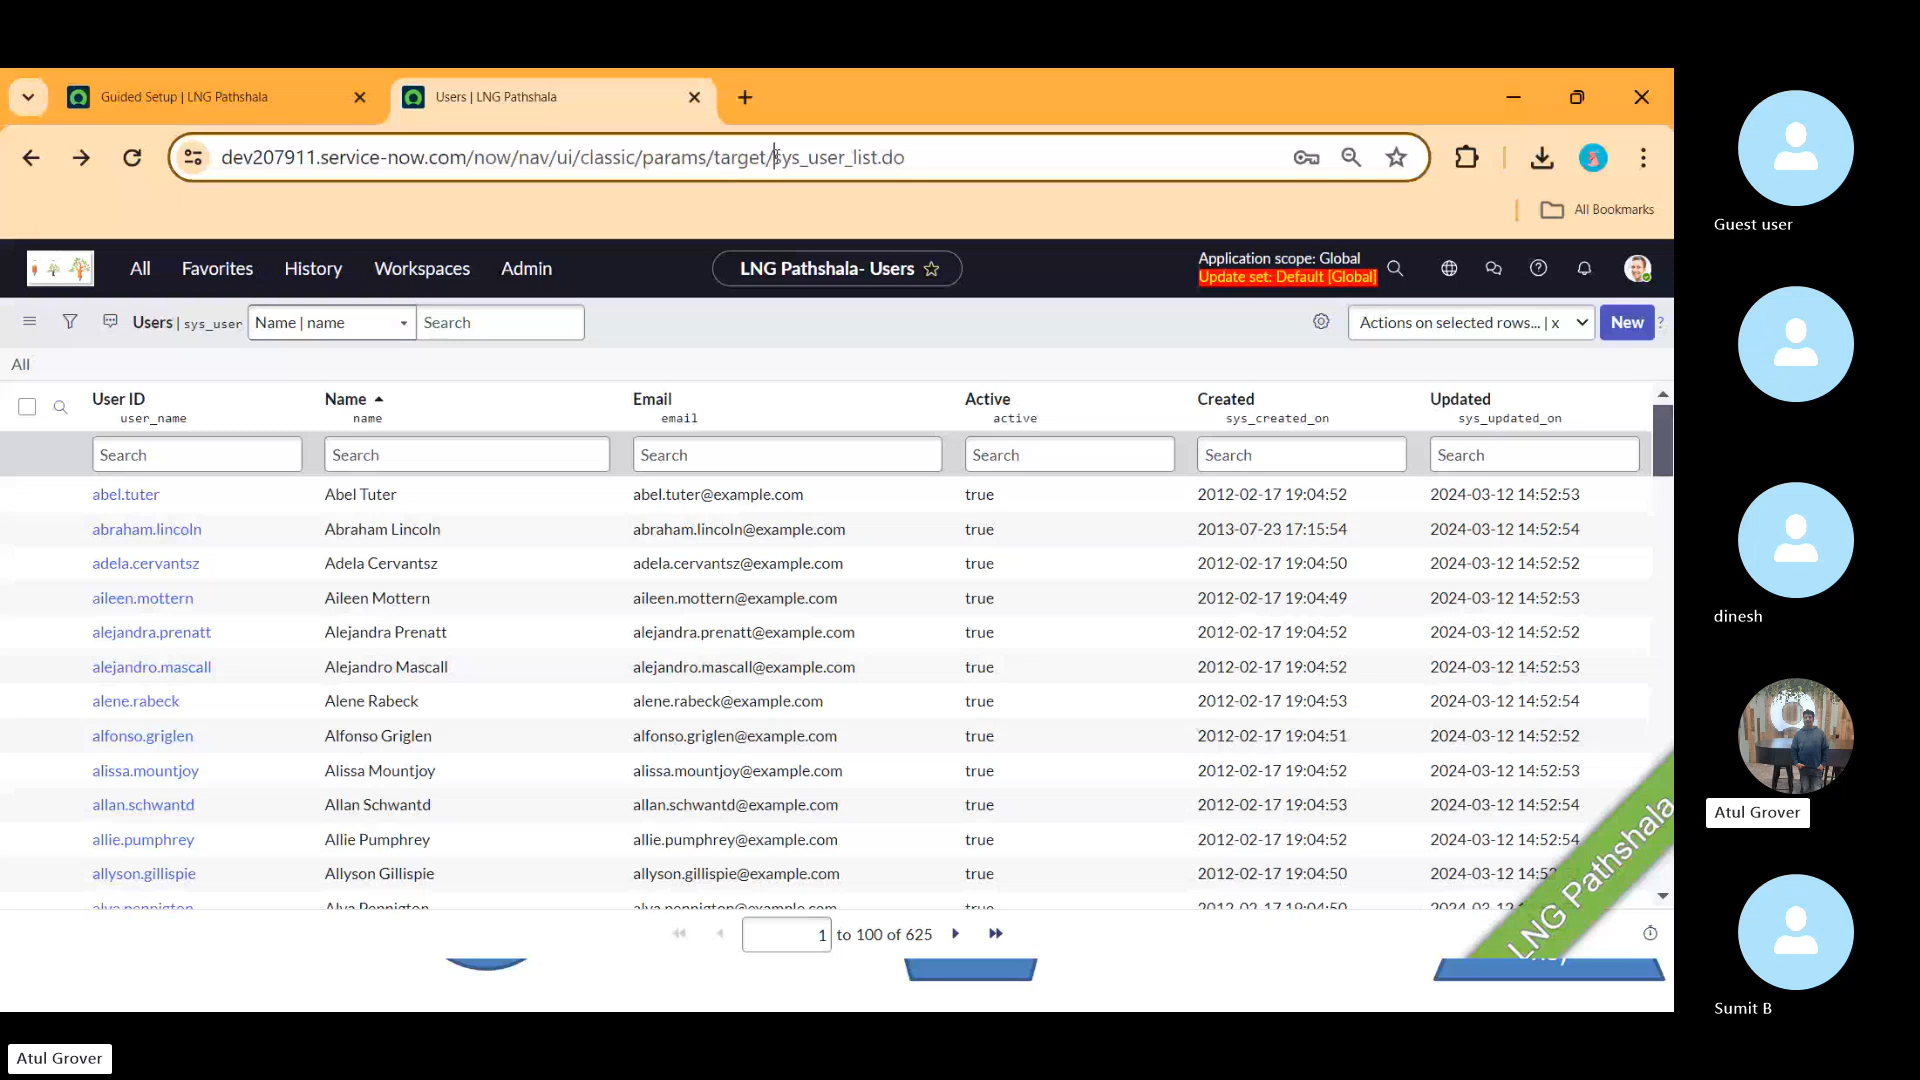 Guided Setup | LNG Pathshala
Users | LNG Pathshala
dev207911.service-now.com/now/nav/ui/classic/params/target/sys_user_list.do
All Bookmarks
All Favorites History Workspaces Admin
LNG Pathshala- Users
Application scope: Global
Update set: Default [Global]
Users | sys_user
Name | name
Search
Actions on selected rows... | x
New
?
All
User ID Name Email Active Created Updated
user_name name email active sys_created_on sys_updated_on
Search Search Search Search Search Search
abel.tuter Abel Tuter abel.tuter@example.com true 2012-02-17 19:04:52 2024-03-12 14:52:53
abraham.lincoln Abraham Lincoln abraham.lincoln@example.com true 2013-07-23 17:15:54 2024-03-12 14:52:54
adela.cervantsz Adela Cervantsz adela.cervantsz@example.com true 2012-02-17 19:04:50 2024-03-12 14:52:52
aileen.mottern Aileen Mottern aileen.mottern@example.com true 2012-02-17 19:04:49 2024-03-12 14:52:53
alejandra.prenatt Alejandra Prenatt alejandra.prenatt@example.com true 2012-02-17 19:04:52 2024-03-12 14:52:52
alejandro.mascall Alejandro Mascall alejandro.mascall@example.com true 2012-02-17 19:04:52 2024-03-12 14:52:53
alene.rabeck Alene Rabeck alene.rabeck@example.com true 2012-02-17 19:04:53 2024-03-12 14:52:54
alfonso.griglen Alfonso Griglen alfonso.griglen@example.com true 2012-02-17 19:04:51 2024-03-12 14:52:52
alissa.mountjoy Alissa Mountjoy alissa.mountjoy@example.com true 2012-02-17 19:04:52 2024-03-12 14:52:53
allan.schwantd Allan Schwantd allan.schwantd@example.com true 2012-02-17 19:04:53 2024-03-12 14:52:54
allie.pumphrey Allie Pumphrey allie.pumphrey@example.com true 2012-02-17 19:04:52 2024-03-12 14:52:54
allyson.gillispie Allyson Gillispie allyson.gillispie@example.com true 2012-02-17 19:04:50 2024-03-12
1 to 100 of 625
LNG Pathshala
Guest user
dinesh
Atul Grover
Sumit B
Atul Grover